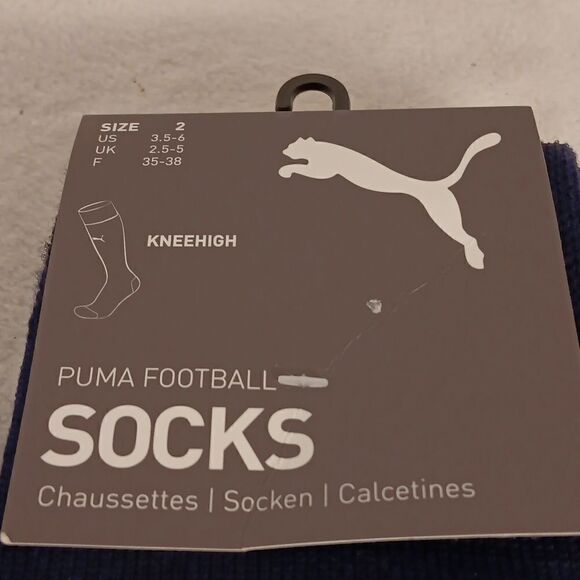 SIZE 2
US 3.5-6
UK 2.5-5
F 35-38
KNEEHIGH
PUMA FOOTBALL
SOCKS
Chaussettes | Socken | Calcetines